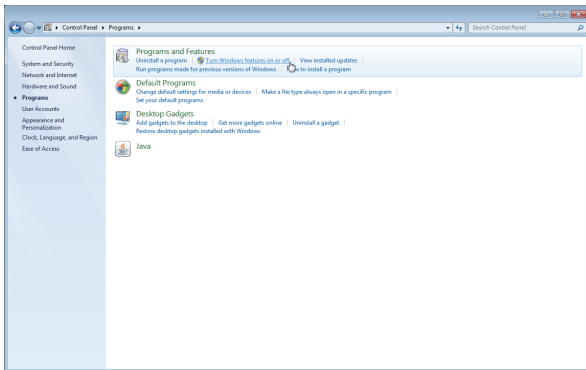 Control Panel ▸ Programs ▸
Search Control Panel
Control Panel Home
System and Security
Network and Internet
Hardware and Sound
Programs
User Accounts
Appearance and
Personalization
Clock, Language, and Region
Ease of Access
Programs and Features
Uninstall a program
Turn Windows features on or off
View installed updates
Run programs made for previous versions of Windows
to install a program
Default Programs
Change default settings for media or devices
Make a file type always open in a specific program
Set your default programs
Desktop Gadgets
Add gadgets to the desktop
Get more gadgets online
Uninstall a gadget
Restore desktop gadgets installed with Windows
Java